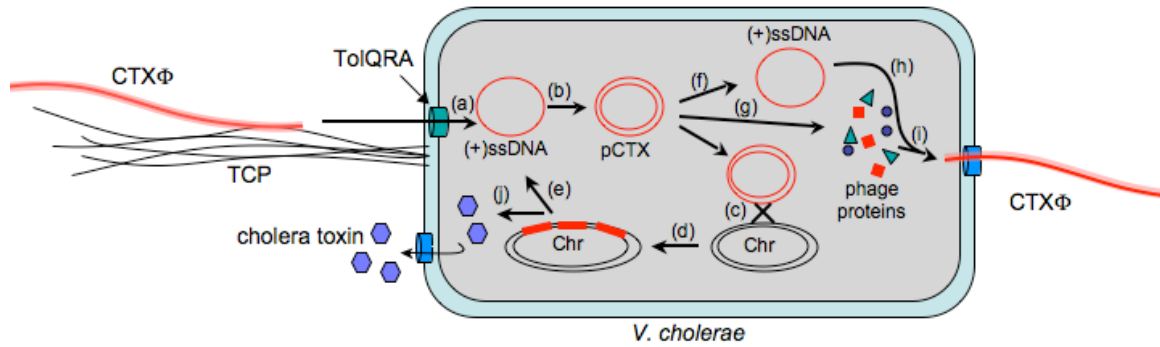 CTXΦ
TolQRA
TCP
(a)
(+)ssDNA
(b)
pCTX
(f)
(+)ssDNA
(g)
(h)
(i)
phage
proteins
CTXΦ
(c)
Chr
(d)
Chr
(e)
(j)
cholera toxin
V. cholerae